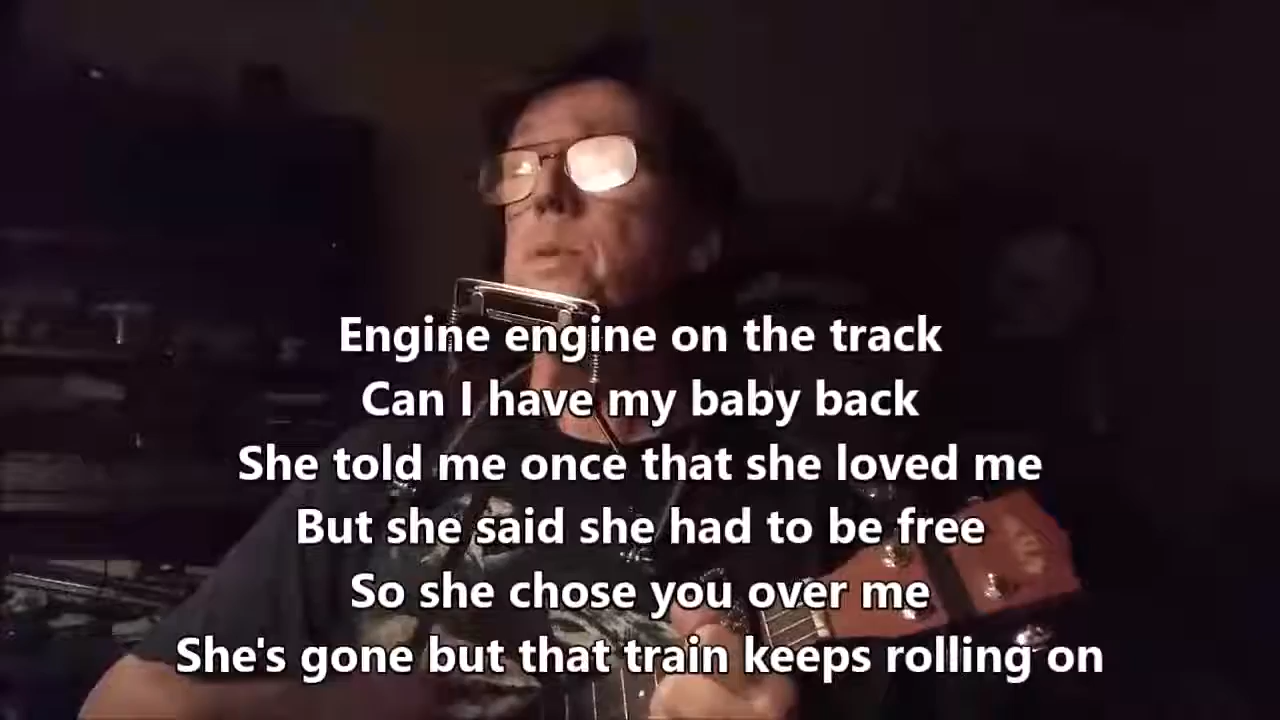 Engine engine on the track
Can I have my baby back
She told me once that she loved me
But she said she had to be free
So she chose you over me
She's gone but that train keeps rolling on